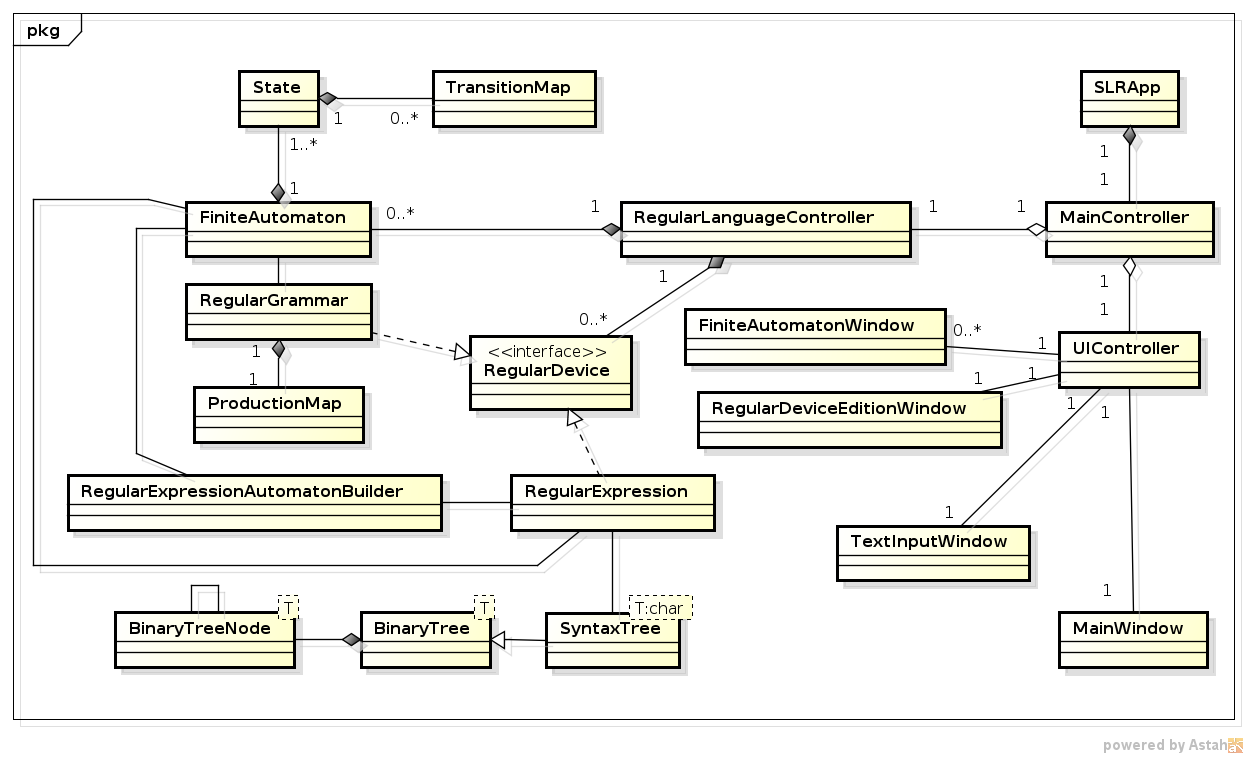 pkg
State
TransitionMap
SLRApp
1
0..*
1..*
1
1
1
FiniteAutomaton
0..*
1
RegularLanguageController
1
1
MainController
1
0..*
1
1
RegularGrammar
1
1
ProductionMap
<<interface>>
RegularDevice
FiniteAutomatonWindow
0..*
1
UIController
RegularDeviceEditionWindow
1
1
1
1
RegularExpressionAutomatonBuilder
RegularExpression
1
TextInputWindow
T
T
T:char
1
BinaryTreeNode
BinaryTree
SyntaxTree
MainWindow
powered by Astah